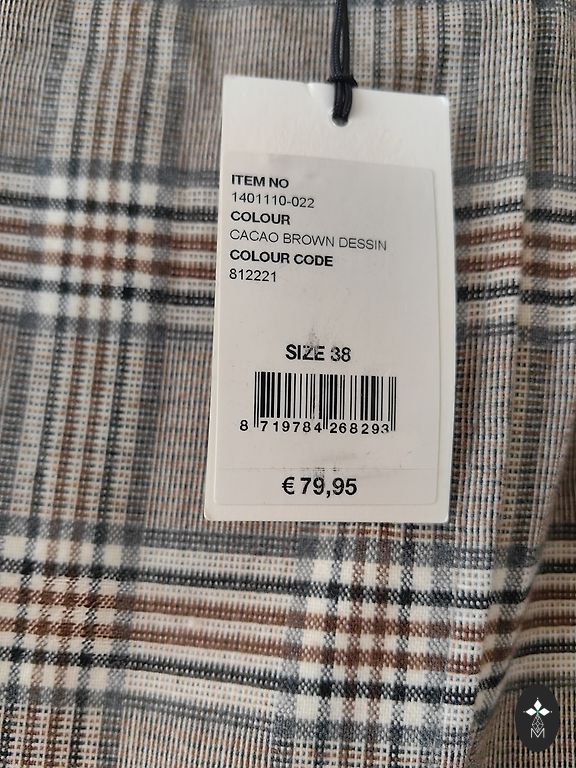 ITEM NO
1401110-022
COLOUR
CACAO BROWN DESSIN
COLOUR CODE
812221
SIZE 38
8 719784 268293
€ 79,95
M